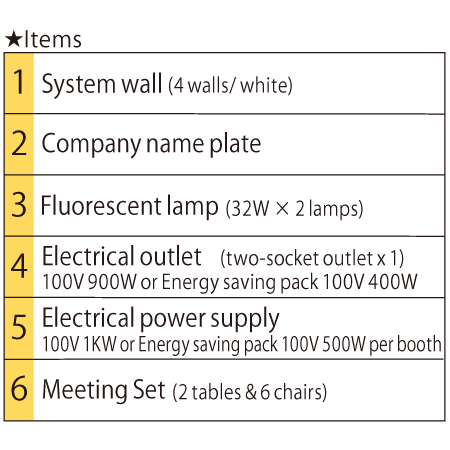 ★Items
1 System wall (4 walls/ white)
2 Company name plate
3 Fluorescent lamp (32W × 2 lamps)
4 Electrical outlet (two-socket outlet x 1)
100V 900W or Energy saving pack 100V 400W
5 Electrical power supply
100V 1KW or Energy saving pack 100V 500W per booth
6 Meeting Set (2 tables & 6 chairs)